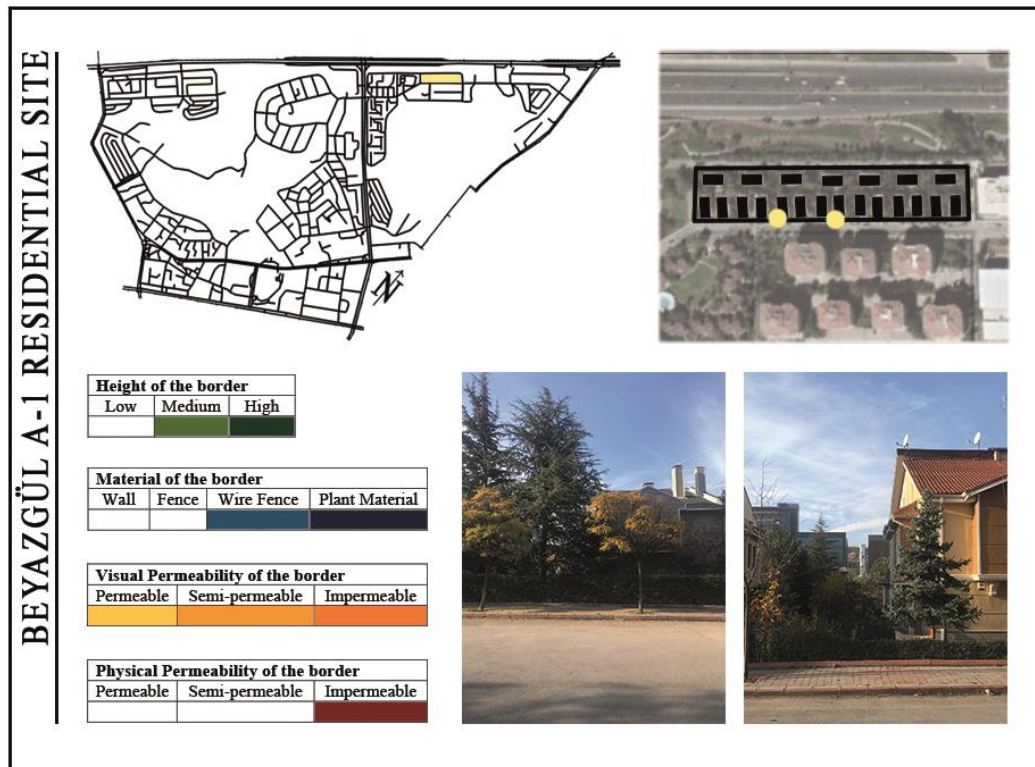 BEYAZGÜL A-1 RESIDENTIAL SITE
N
Height of the border
Low Medium High
Material of the border
Wall Fence Wire Fence Plant Material
Visual Permeability of the border
Permeable Semi-permeable Impermeable
Physical Permeability of the border
Permeable Semi-permeable Impermeable